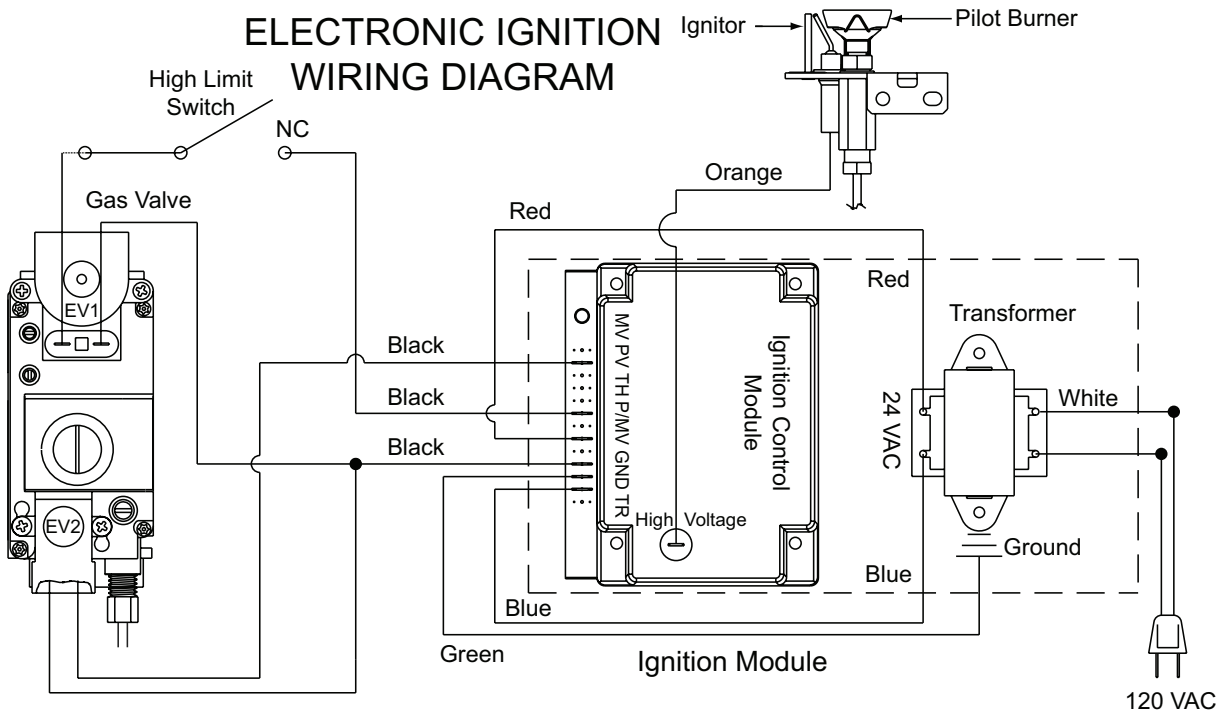 ELECTRONIC IGNITION
WIRING DIAGRAM
Ignitor
Pilot Burner
High Limit
Switch
NC
Orange
Gas Valve
Red
Red
EV1
Transformer
Black
MV PV TH P/MV GND TR
Ignition Control
Module
Black
24 VAC
White
Black
EV2
High Voltage
Ground
Blue
Blue
Green
Ignition Module
120 VAC